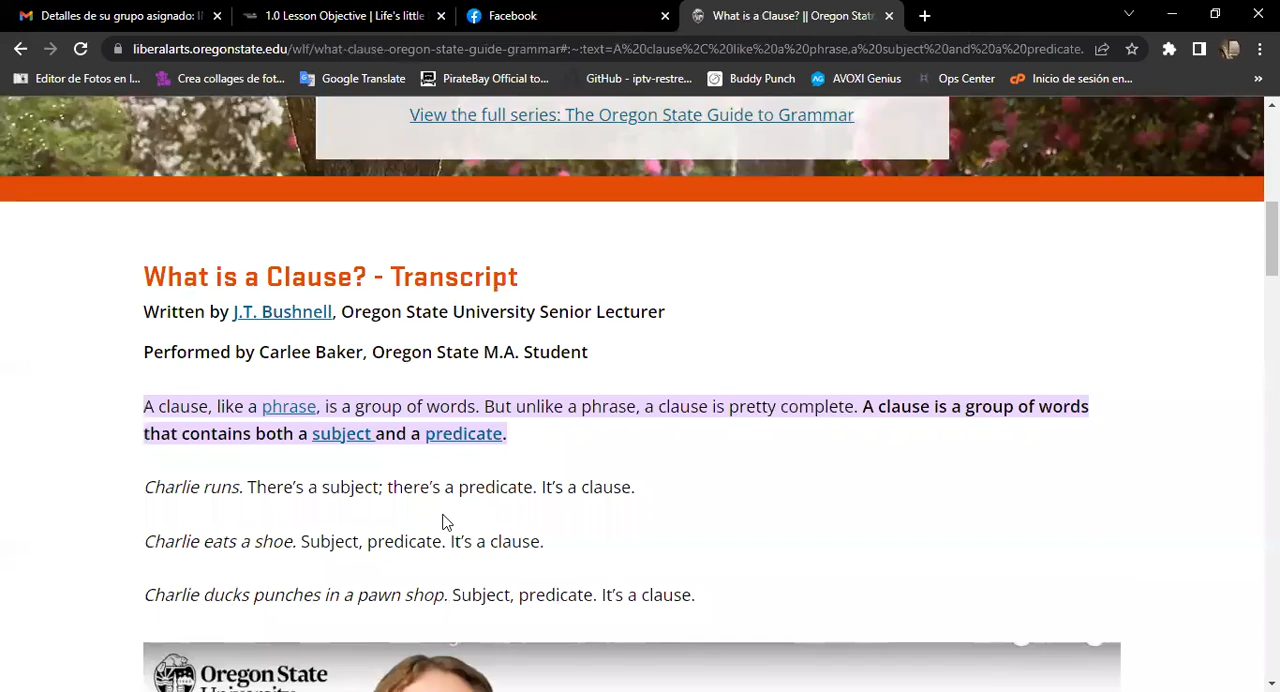 Detalles de su grupo asignado: I
1.0 Lesson Objective | Life's little
Facebook
What is a Clause? || Oregon Stat
liberalarts.oregonstate.edu/wlf/what-clause-oregon-state-guide-grammar#:~:text=A%20clause%2C%20like%20a%20phrase,a%20subject%20and%20a%20predicate.
Editor de Fotos en l... Crea collages de fot... Google Translate PirateBay Official to... GitHub - iptv-restre... Buddy Punch AVOXI Genius Ops Center Inicio de sesión en... »
View the full series: The Oregon State Guide to Grammar
What is a Clause? - Transcript
Written by J.T. Bushnell, Oregon State University Senior Lecturer
Performed by Carlee Baker, Oregon State M.A. Student
A clause, like a phrase, is a group of words. But unlike a phrase, a clause is pretty complete. A clause is a group of words
that contains both a subject and a predicate.
Charlie runs. There's a subject; there's a predicate. It's a clause.
Charlie eats a shoe. Subject, predicate. It's a clause.
Charlie ducks punches in a pawn shop. Subject, predicate. It's a clause.
Oregon State
University